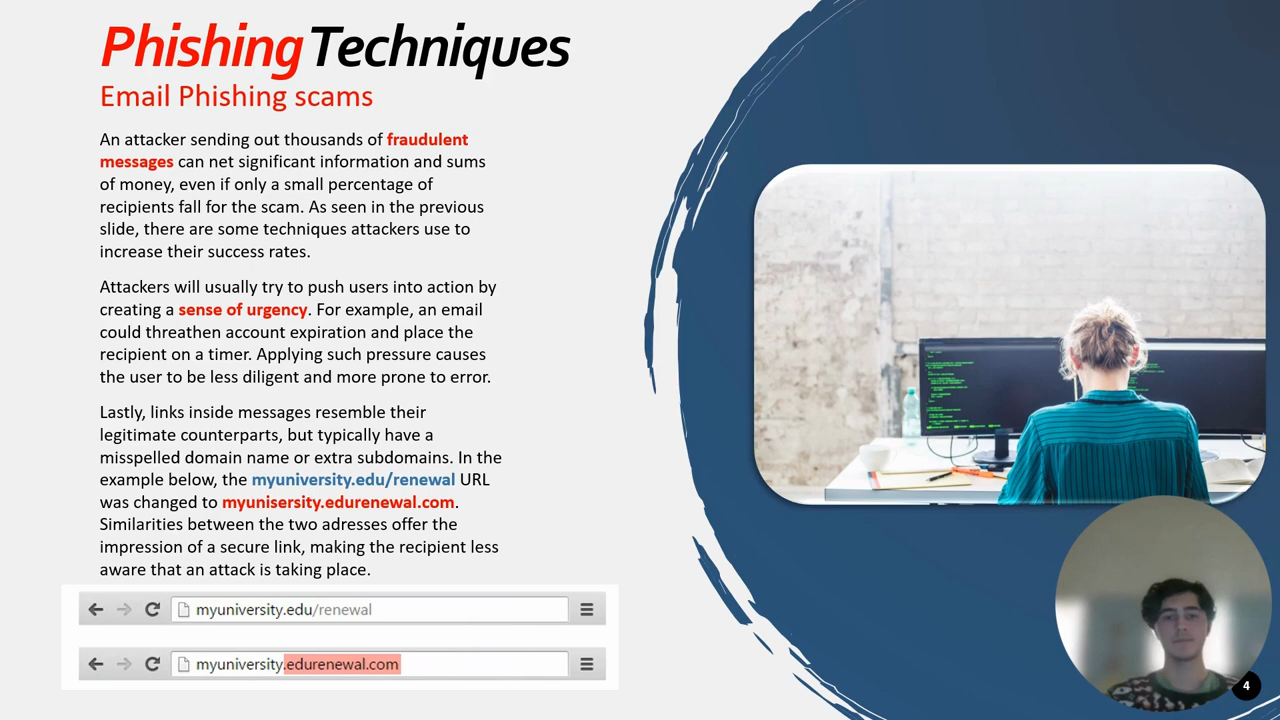 Phishing Techniques
Email Phishing scams
An attacker sending out thousands of fraudulent
messages can net significant information and sums
of money, even if only a small percentage of
recipients fall for the scam. As seen in the previous
slide, there are some techniques attackers use to
increase their success rates.
Attackers will usually try to push users into action by
creating a sense of urgency. For example, an email
could threathen account expiration and place the
recipient on a timer. Applying such pressure causes
the user to be less diligent and more prone to error.
Lastly, links inside messages resemble their
legitimate counterparts, but typically have a
misspelled domain name or extra subdomains. In the
example below, the myuniversity.edu/renewal URL
was changed to myunisersity.edurenewal.com.
Similarities between the two adresses offer the
impression of a secure link, making the recipient less
aware that an attack is taking place.
myuniversity.edu/renewal
myuniversity.edurenewal.com
4